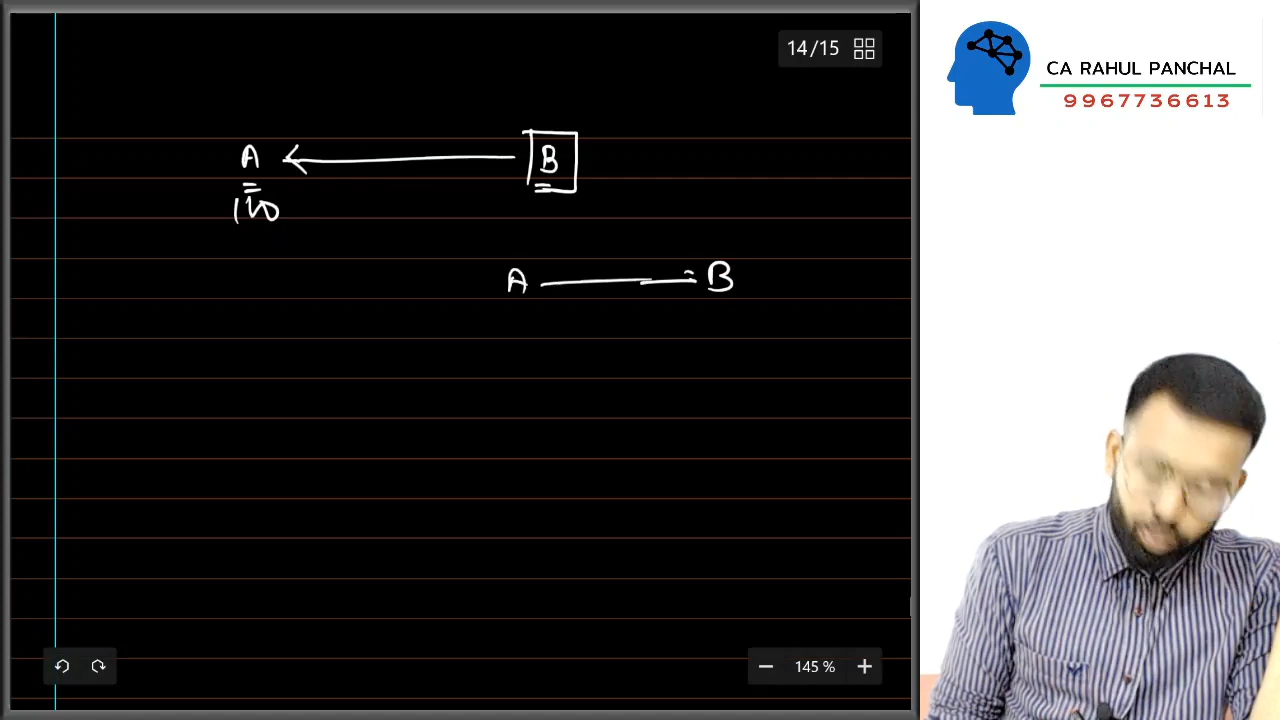 14/15
CA RAHUL PANCHAL
9967736613
A B
A B
145 %